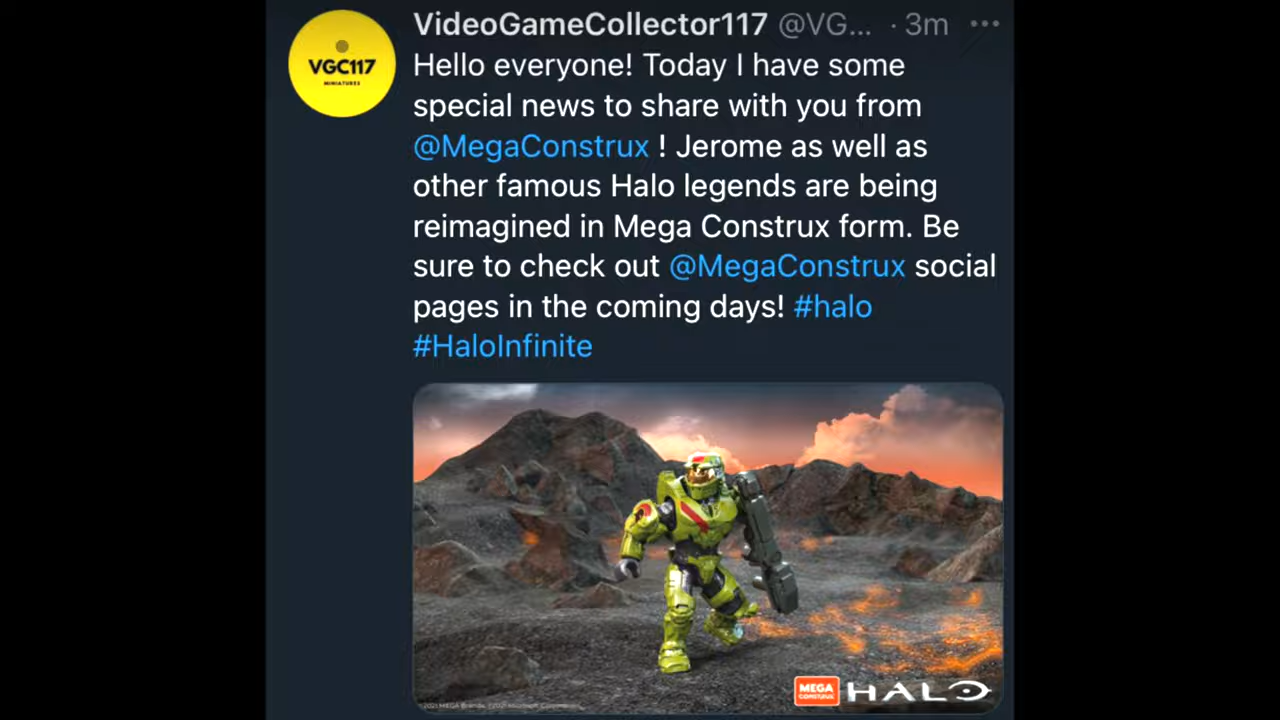 VideoGameCollector117 @VG... · 3m
VGC117
MINIATURES
Hello everyone! Today I have some
special news to share with you from
@MegaConstrux ! Jerome as well as
other famous Halo legends are being
reimagined in Mega Construx form. Be
sure to check out @MegaConstrux social
pages in the coming days! #halo
#HaloInfinite
MEGA
CONSTRUX
HALO